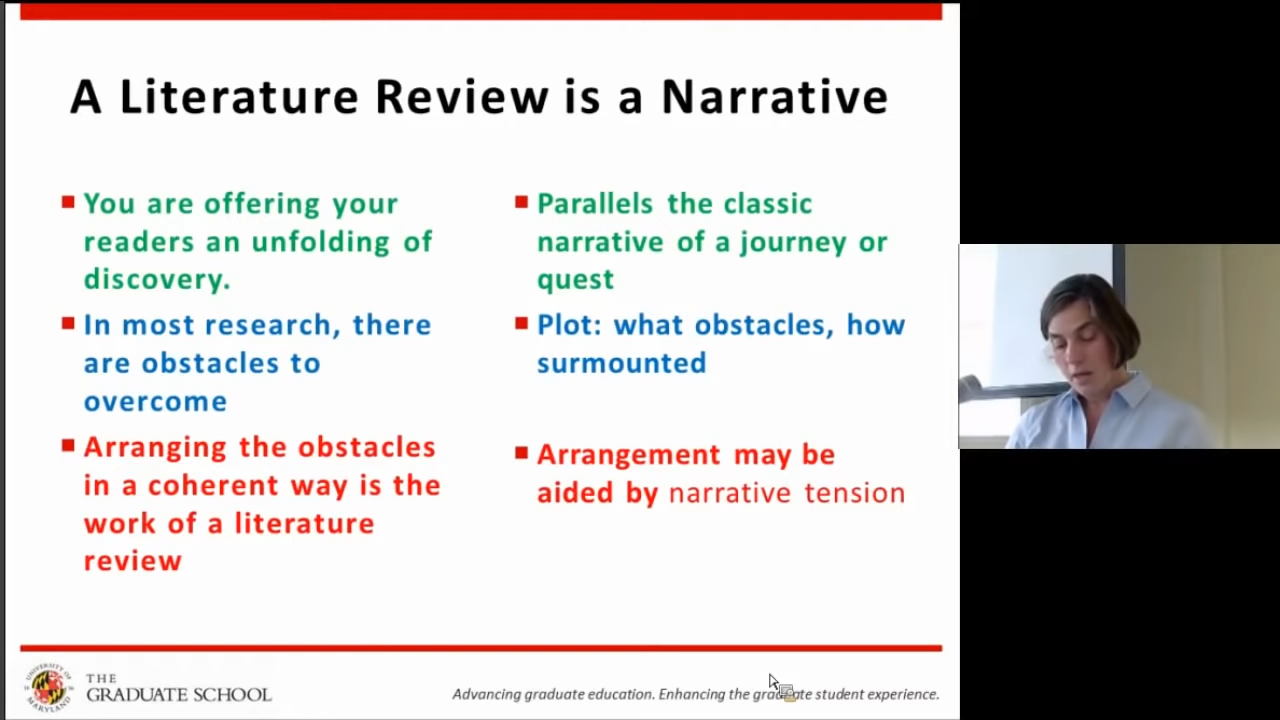 A Literature Review is a Narrative
You are offering your
readers an unfolding of
discovery.
In most research, there
are obstacles to
overcome
Arranging the obstacles
in a coherent way is the
work of a literature
review
Parallels the classic
narrative of a journey or
quest
Plot: what obstacles, how
surmounted
Arrangement may be
aided by narrative tension
UNIVERSITY OF
MARYLAND
THE
GRADUATE SCHOOL
Advancing graduate education. Enhancing the graduate student experience.